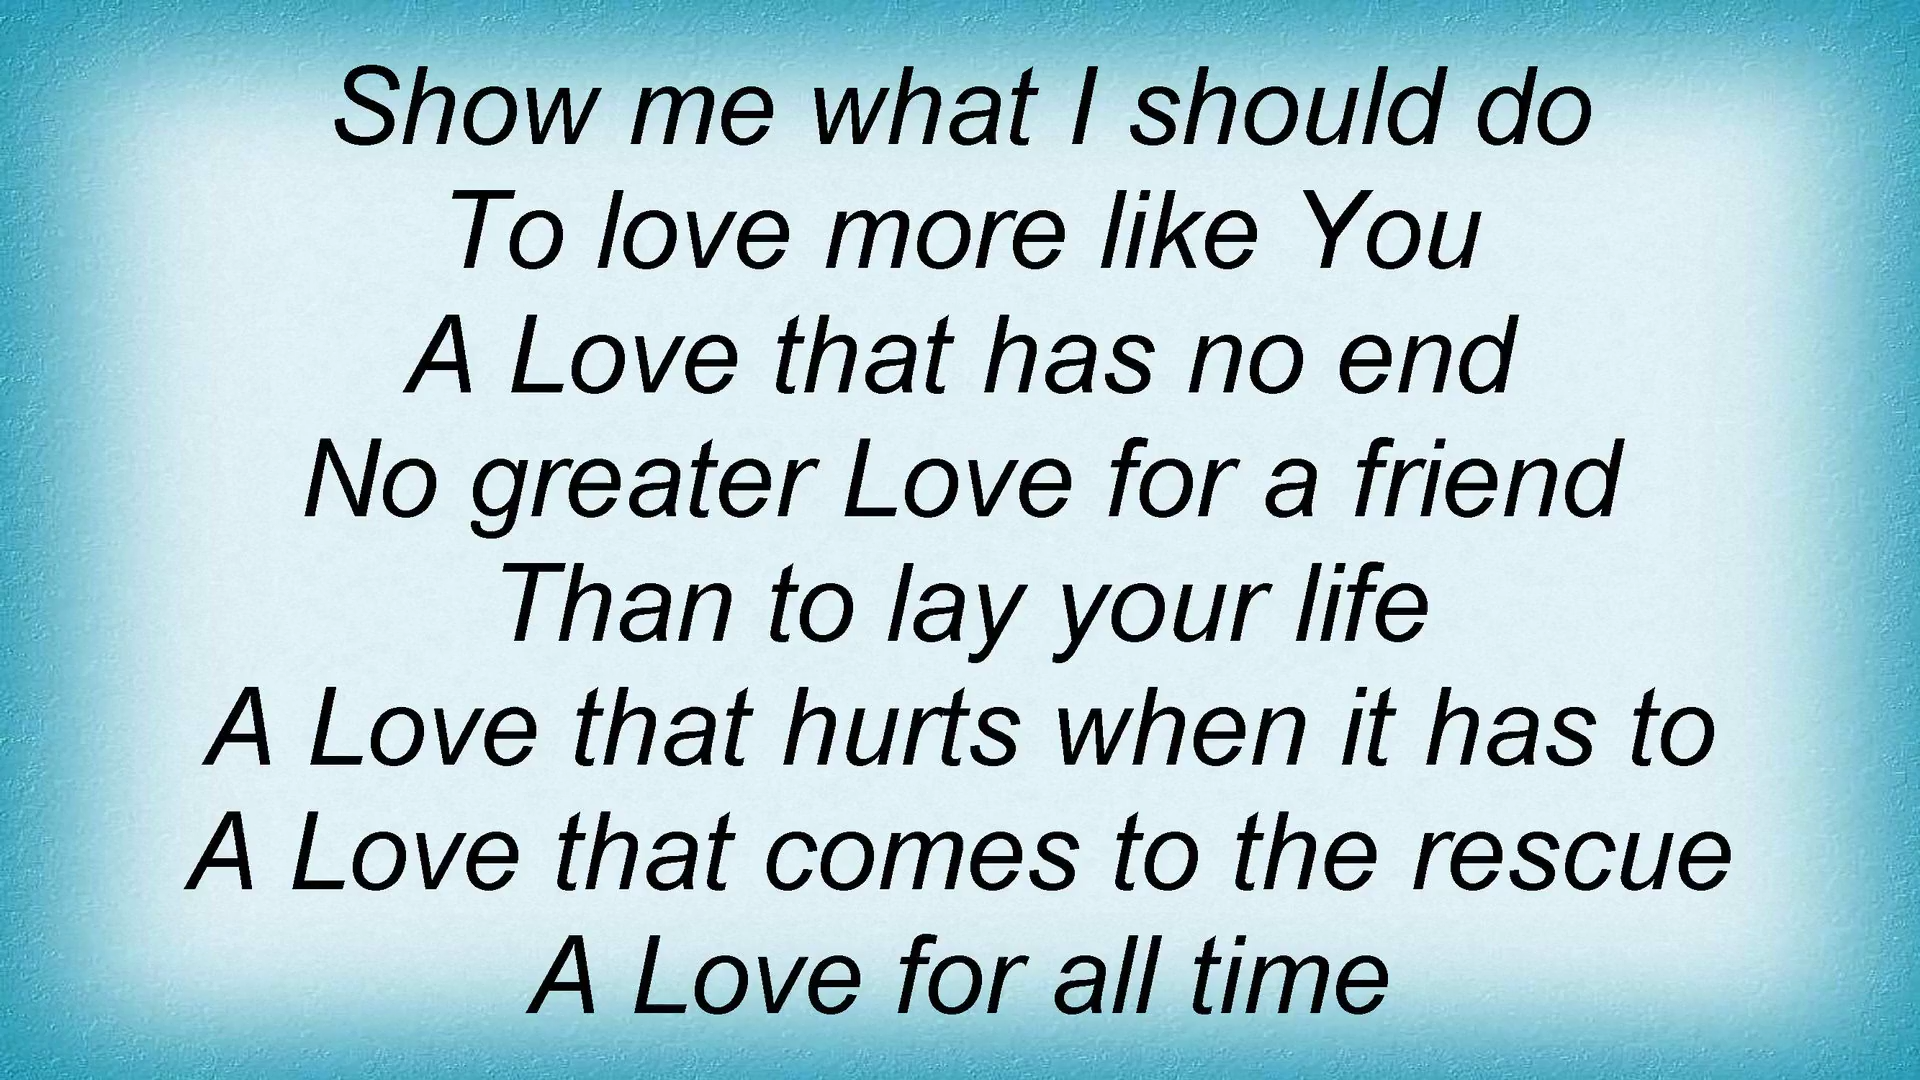 Show me what I should do
To love more like You
A Love that has no end
No greater Love for a friend
Than to lay your life
A Love that hurts when it has to
A Love that comes to the rescue
A Love for all time